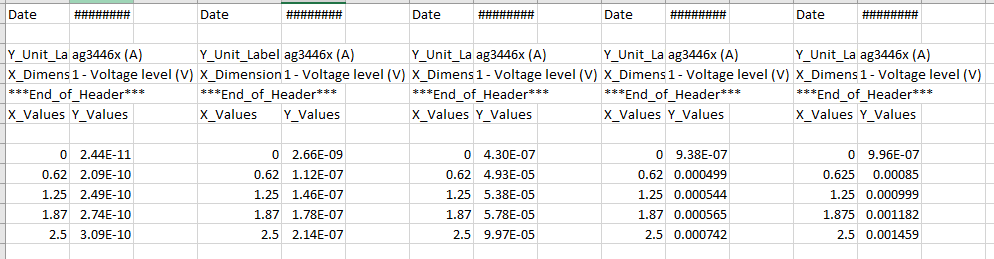 Date ######## Date ######## Date ######## Date ######## Date ########
Y_Unit_La ag3446x (A) Y_Unit_Label ag3446x (A) Y_Unit_La ag3446x (A) Y_Unit_La ag3446x (A) Y_Unit_La ag3446x (A)
X_Dimens 1 - Voltage level (V) X_Dimension 1 - Voltage level (V) X_Dimens 1 - Voltage level (V) X_Dimens 1 - Voltage level (V) X_Dimens 1 - Voltage level (V)
***End_of_Header*** ***End_of_Header*** ***End_of_Header*** ***End_of_Header*** ***End_of_Header***
X_Values Y_Values X_Values Y_Values X_Values Y_Values X_Values Y_Values X_Values Y_Values
0 2.44E-11 0 2.66E-09 0 4.30E-07 0 9.38E-07 0 9.96E-07
0.62 2.09E-10 0.62 1.12E-07 0.62 4.93E-05 0.62 0.000499 0.625 0.00085
1.25 2.49E-10 1.25 1.46E-07 1.25 5.38E-05 1.25 0.000544 1.25 0.000999
1.87 2.74E-10 1.87 1.78E-07 1.87 5.78E-05 1.87 0.000565 1.875 0.001182
2.5 3.09E-10 2.5 2.14E-07 2.5 9.97E-05 2.5 0.000742 2.5 0.001459